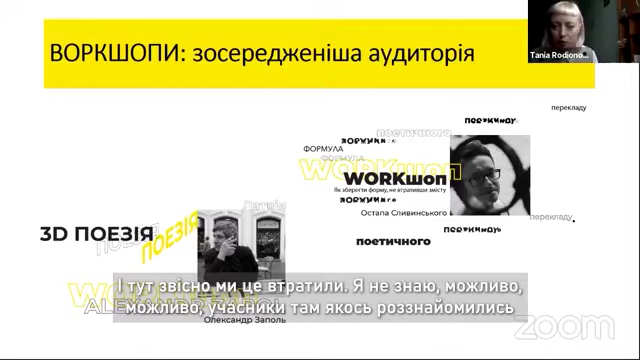 ВОРКШОПИ: зосередженіша аудиторія
Tania Rodiono...
перекладу
поетичного
ФОРМУЛА
ФОРМУЛА
WORKшоп
WORKшоп
Як зберегти форму, не втративши змісту
Остапа Сливинського
перекладу
поетичного
3D ПОЕЗІЯ
ПОЕЗІЯ
ПОЕЗІЯ
Олександр Заполь
І тут звісно ми це втратили. Я не знаю, можливо,
можливо, учасники там якось роззнайомились
zoom